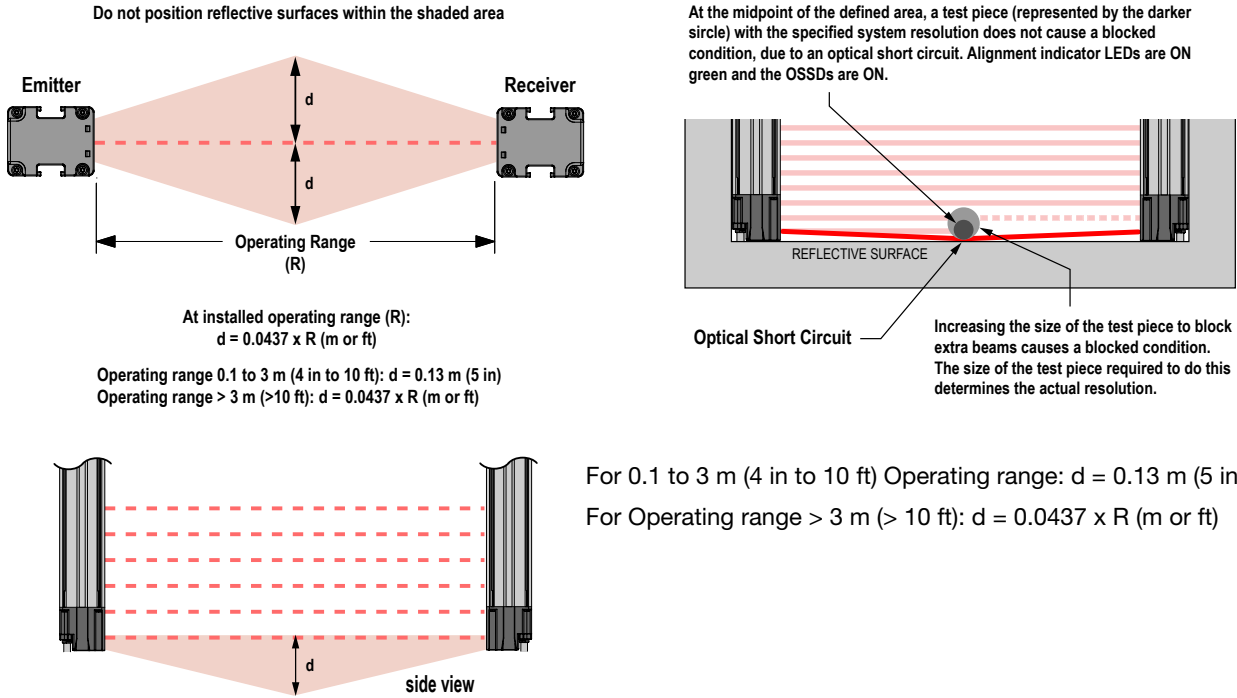 Do not position reflective surfaces within the shaded area
Emitter
Receiver
d
d
Operating Range
(R)
At installed operating range (R):
d = 0.0437 x R (m or ft)
Operating range 0.1 to 3 m (4 in to 10 ft): d = 0.13 m (5 in)
Operating range > 3 m (>10 ft): d = 0.0437 x R (m or ft)
At the midpoint of the defined area, a test piece (represented by the darker
sircle) with the specified system resolution does not cause a blocked
condition, due to an optical short circuit. Alignment indicator LEDs are ON
green and the OSSDs are ON.
REFLECTIVE SURFACE
Optical Short Circuit
Increasing the size of the test piece to block
extra beams causes a blocked condition.
The size of the test piece required to do this
determines the actual resolution.
d
side view
For 0.1 to 3 m (4 in to 10 ft) Operating range: d = 0.13 m (5 in
For Operating range > 3 m (> 10 ft): d = 0.0437 x R (m or ft)